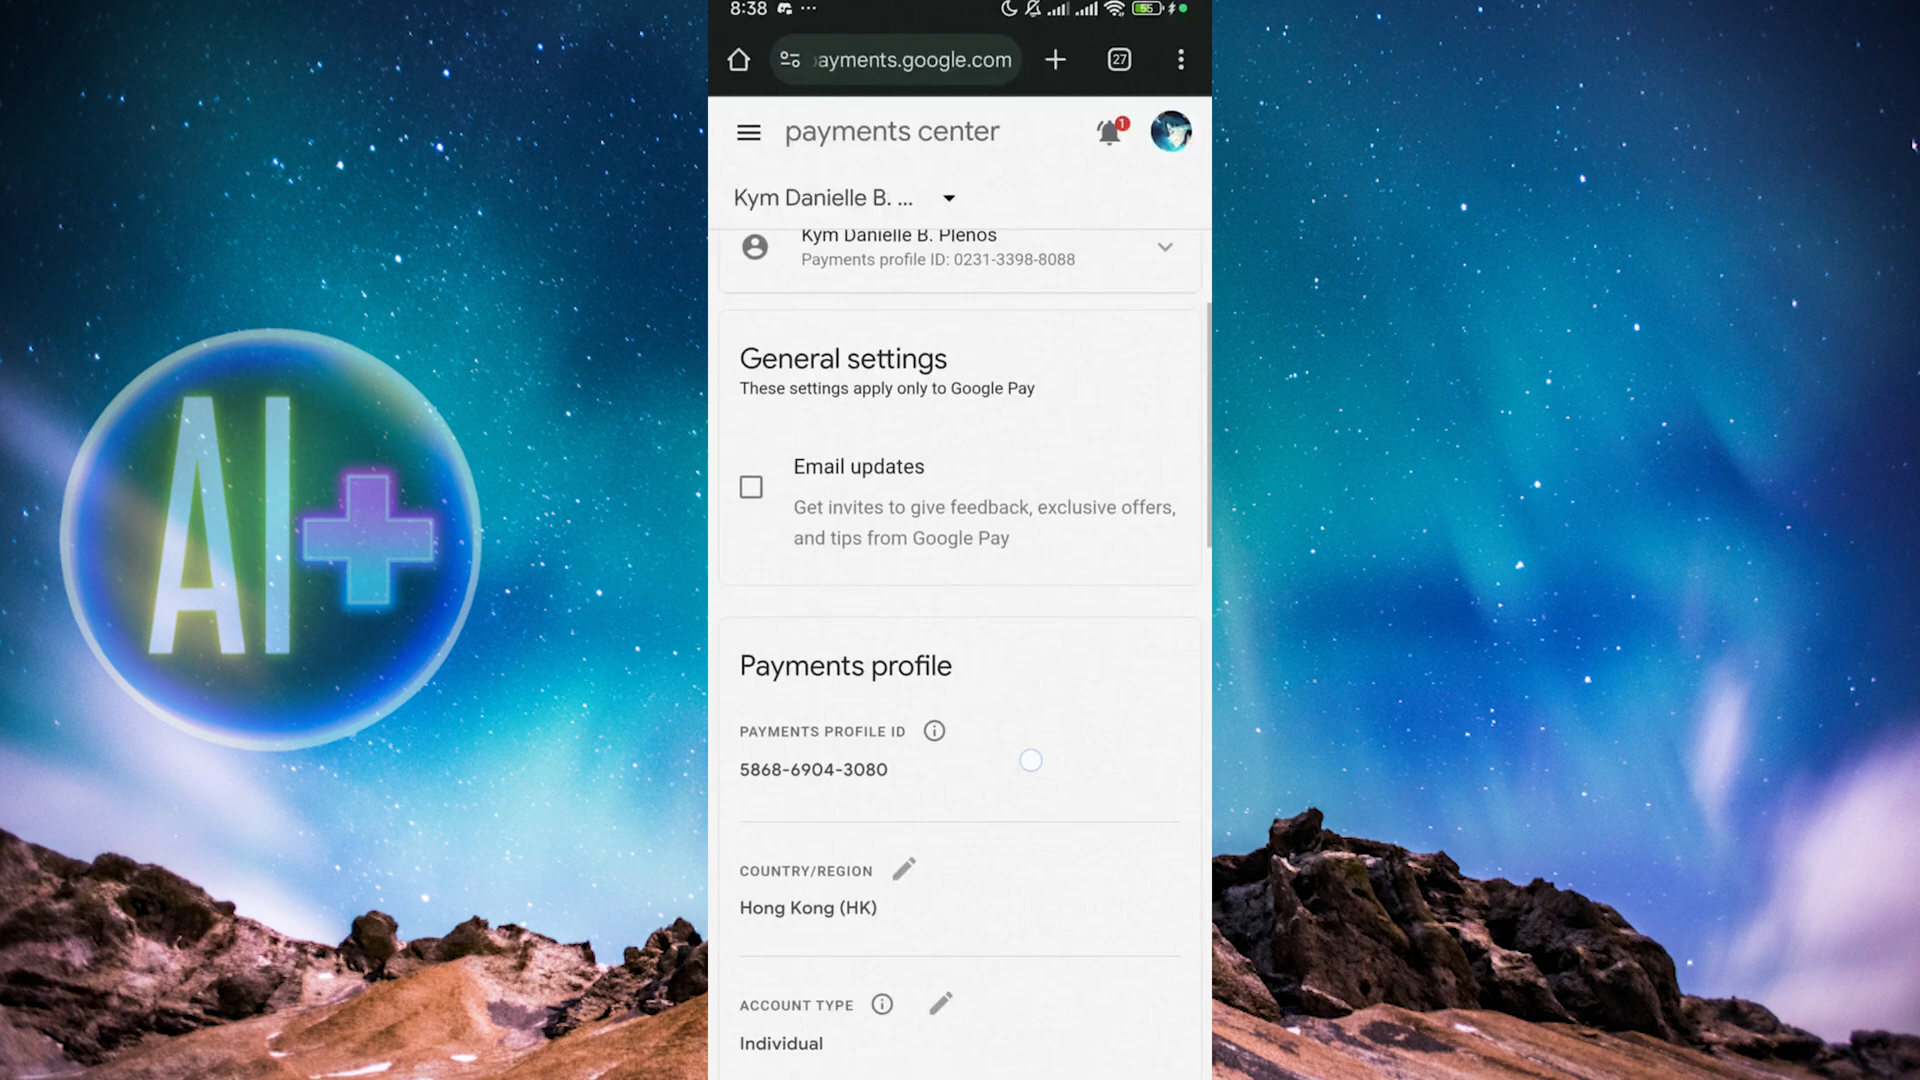 8:38
55
ayments.google.com
27
payments center
1
Kym Danielle B. ...
Kym Danielle B. Plenos
Payments profile ID: 0231-3398-8088
General settings
These settings apply only to Google Pay
Email updates
Get invites to give feedback, exclusive offers,
and tips from Google Pay
AI+
Payments profile
PAYMENTS PROFILE ID
5868-6904-3080
COUNTRY/REGION
Hong Kong (HK)
ACCOUNT TYPE
Individual